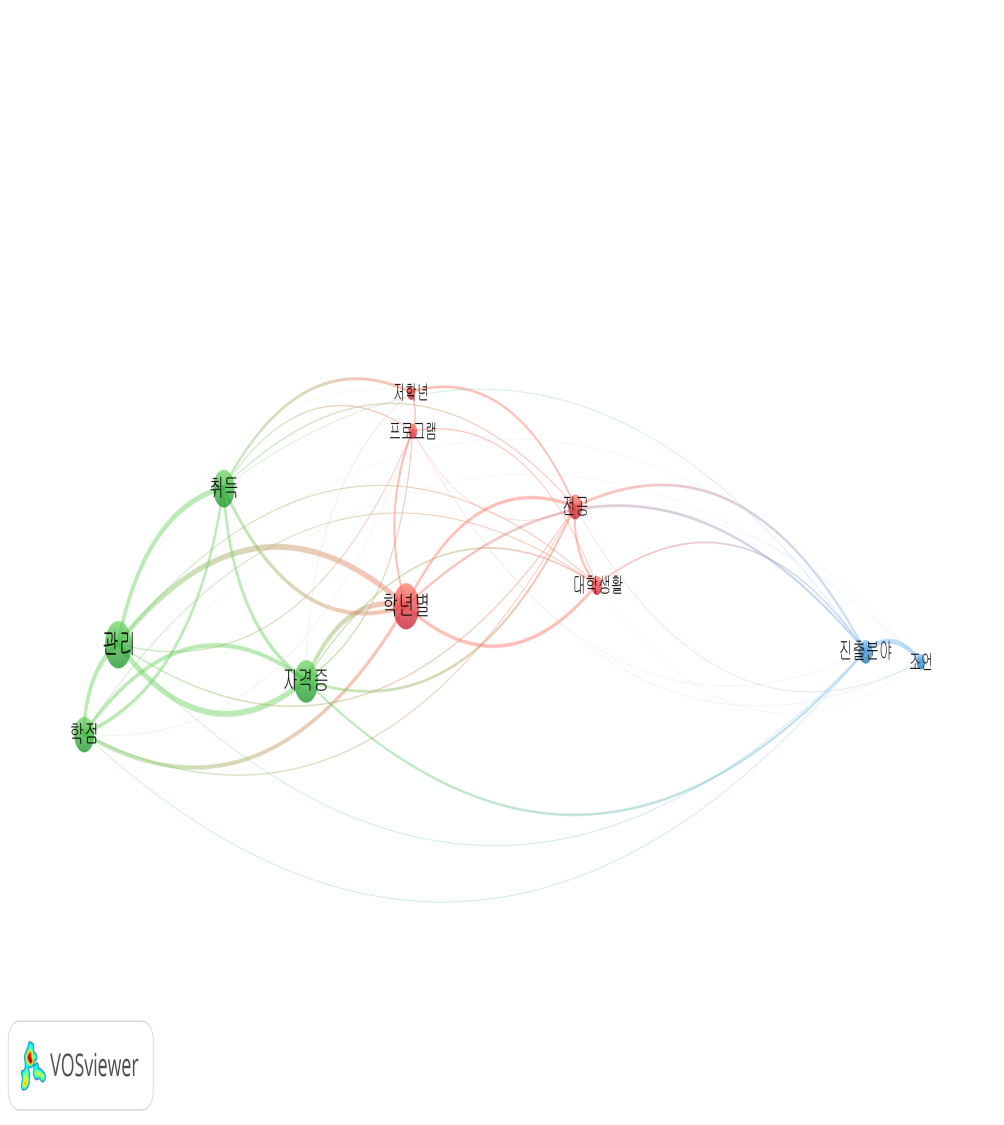 저학년
프로그램
취득
전공
대학생활
학년별
관리
진출분야
조언
자격증
학점
VOSviewer